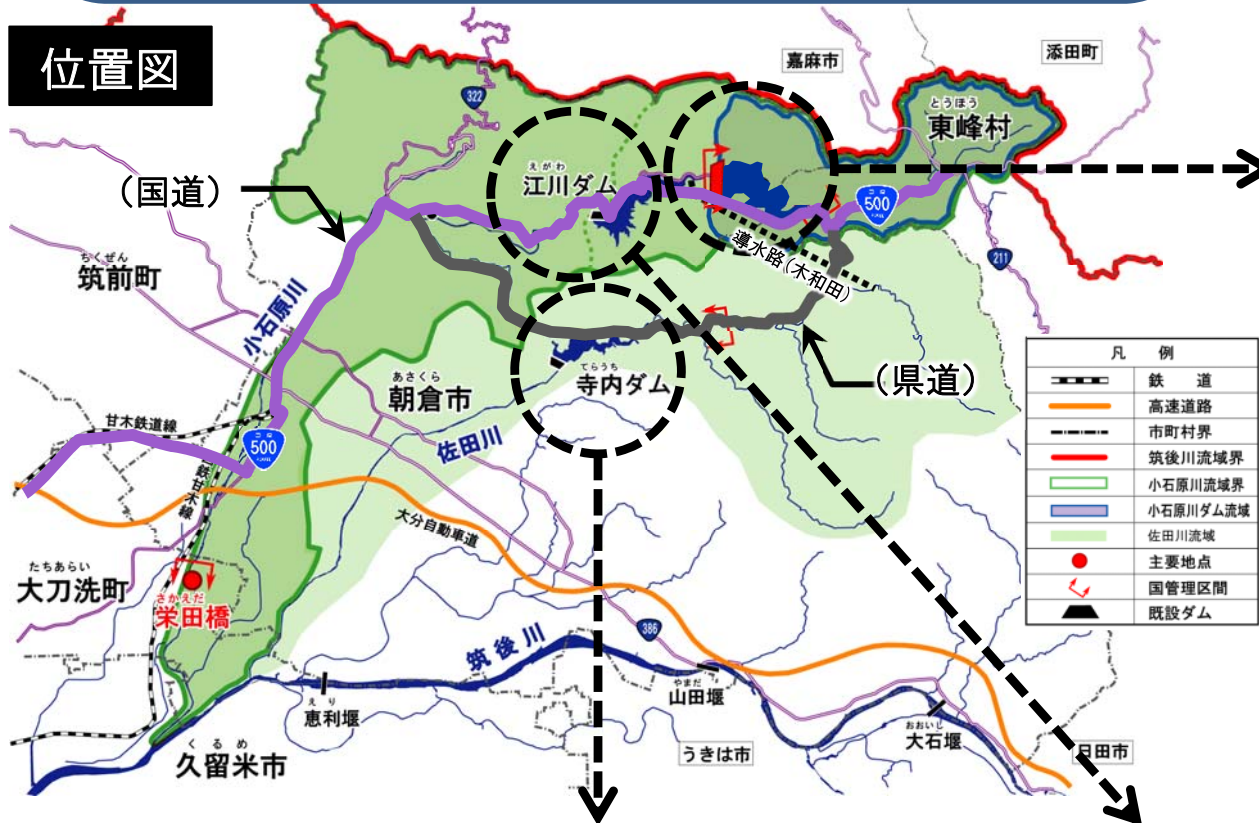 位置図
嘉麻市
添田町
とうほう
東峰村
322
えがわ
江川ダム
(国道)
500
導水路(木和田)
211
ちくぜん
筑前町
小石原川
あさくら
朝倉市
てらうち
寺内ダム
(県道)
佐田川
甘木鉄道線
500
鉄甘木線
大分自動車道
たちあらい
大刀洗町
さかえだ
栄田橋
386
筑後川
えり
恵利堰
やまだ
山田堰
おおいし
大石堰
くるめ
久留米市
うきは市
日田市
凡 例
鉄 道
高速道路
市町村界
筑後川流域界
小石原川流域界
小石原川ダム流域
佐田川流域
主要地点
国管理区間
既設ダム